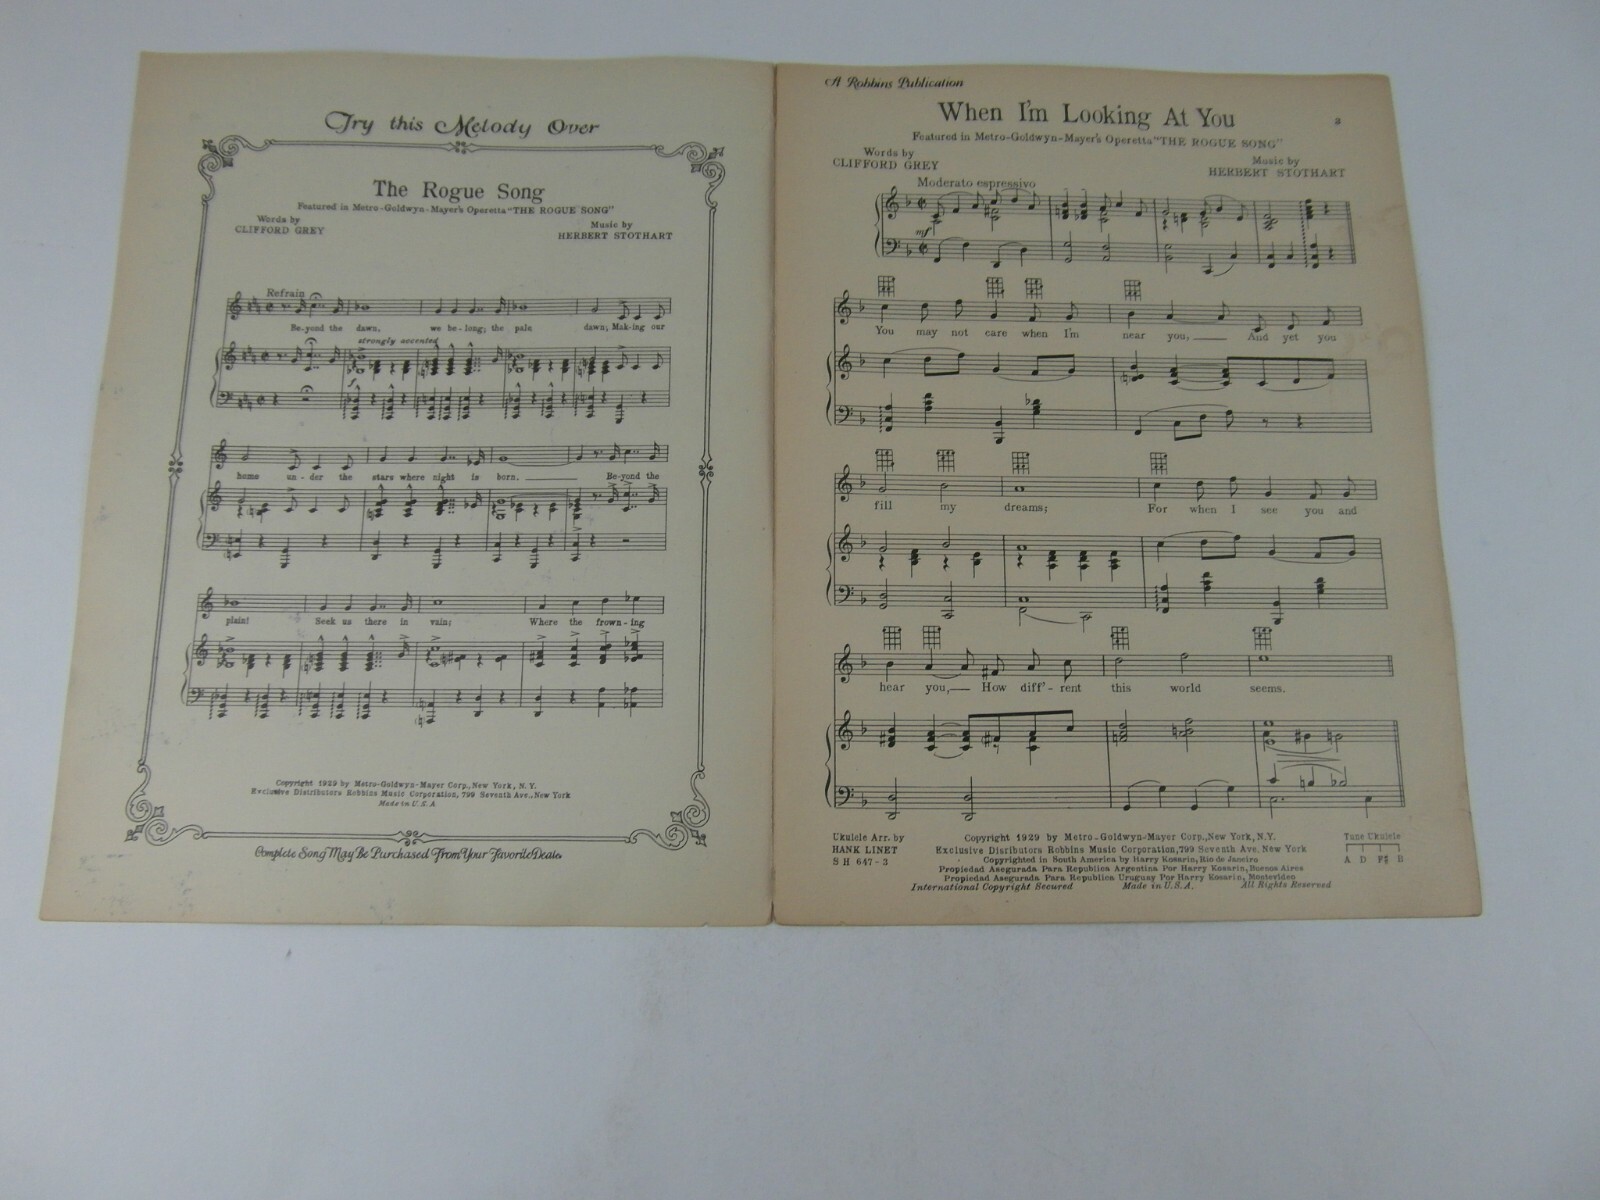 Try this Melody Over
The Rogue Song
Featured in Metro-Goldwyn-Mayer's Operetta "THE ROGUE SONG"
Words by
CLIFFORD GREY
Music by
HERBERT STOTHART
Refrain
Be-yond the dawn, we be-long; the pale dawn; Mak-ing our
strongly accented
f
home un-der the stars where night is born. Be-yond the
plain! Seek us there in vain; Where the frown-ing
Copyright 1929 by Metro-Goldwyn-Mayer Corp., New York, N.Y.
Exclusive Distributors Robbins Music Corporation, 799 Seventh Ave., New York
Made in U.S.A
Complete Song May Be Purchased From Your Favorite Dealer
A Robbins Publication
When I'm Looking At You
3
Featured in Metro-Goldwyn-Mayer's Operetta "THE ROGUE SONG"
Words by
CLIFFORD GREY
Music by
HERBERT STOTHART
Moderato espressivo
mf
You may not care when I'm near you, And yet you
fill my dreams; For when I see you and
hear you, How diff'-rent this world seems.
Ukulele Arr. by
HANK LINET
S H 647-3
Copyright 1929 by Metro-Goldwyn-Mayer Corp., New York, N.Y.
Exclusive Distributors Robbins Music Corporation, 799 Seventh Ave. New York
Copyrighted in South America by Harry Kosarin, Rio de Janeiro
Propiedad Asegurada Para Republica Argentina Por Harry Kosarin, Buenos Aires
Propiedad Asegurada Para Republica Uruguay Por Harry Kosarin, Montevideo
International Copyright Secured Made in U.S.A. All Rights Reserved
Tune Ukulele
A D F# B